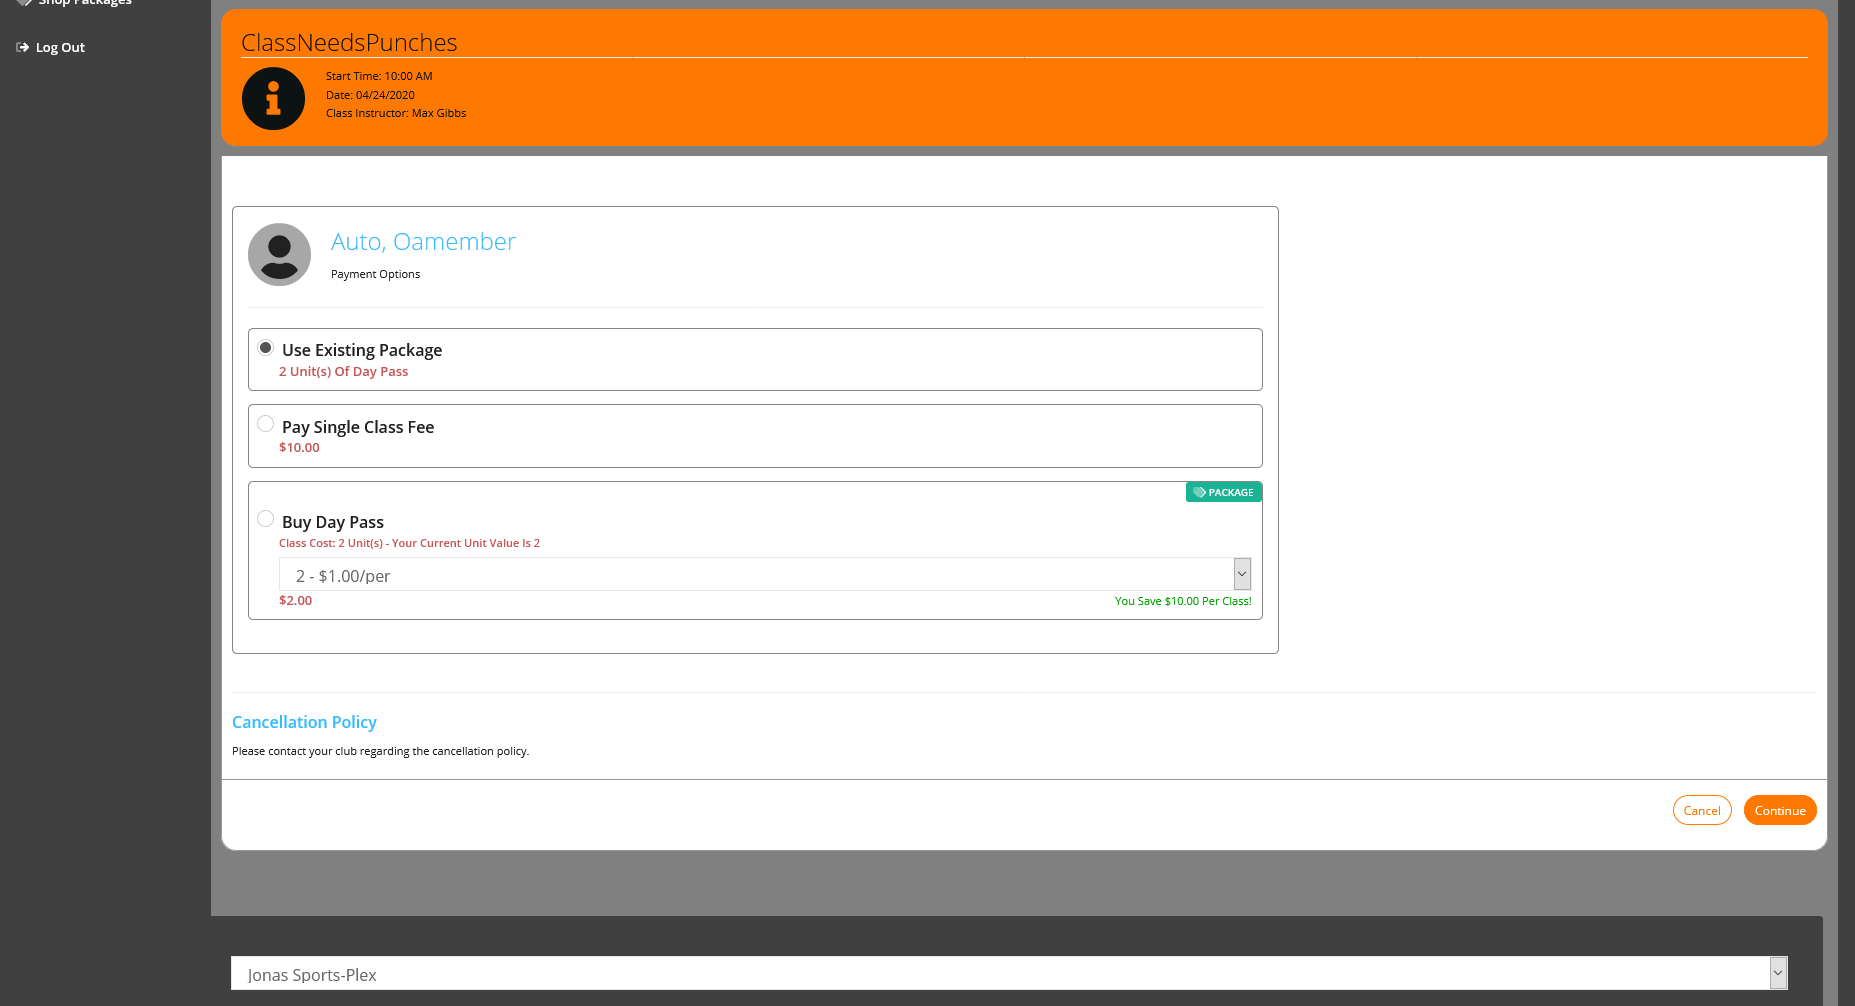 Shop Packages
Log Out
ClassNeedsPunches
Start Time: 10:00 AM
Date: 04/24/2020
Class Instructor: Max Gibbs
Auto, Oamember
Payment Options
Use Existing Package
2 Unit(s) Of Day Pass
Pay Single Class Fee
$10.00
PACKAGE
Buy Day Pass
Class Cost: 2 Unit(s) - Your Current Unit Value Is 2
2 - $1.00/per
$2.00
You Save $10.00 Per Class!
Cancellation Policy
Please contact your club regarding the cancellation policy.
Cancel
Continue
Jonas Sports-Plex